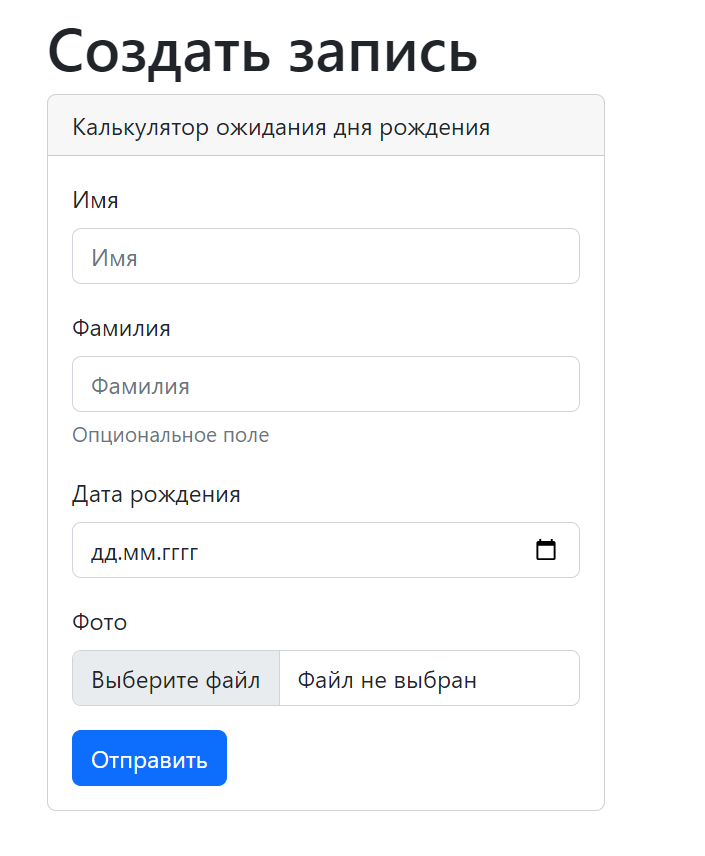 Создать запись
Калькулятор ожидания дня рождения
Имя
Имя
Фамилия
Фамилия
Опциональное поле
Дата рождения
дд.мм.гггг
Фото
Выберите файл Файл не выбран
Отправить